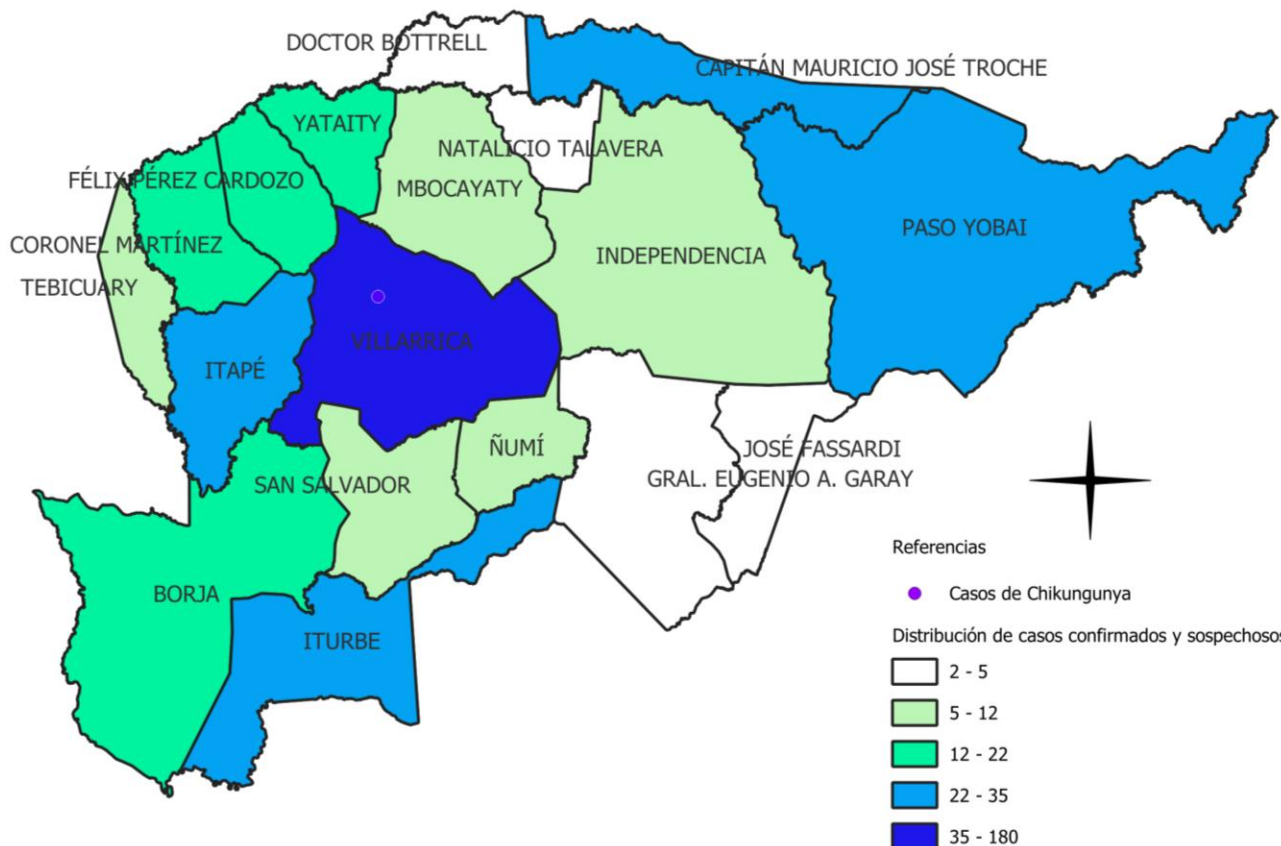 DOCTOR BOTTRELL
CAPITÁN MAURICIO JOSÉ TROCHE
YATAITY
NATALICIO TALAVERA
FÉLIX PÉREZ CARDOZO
MBOCAYATY
PASO YOBAI
CORONEL MARTÍNEZ
INDEPENDENCIA
TEBICUARY
VILLARRICA
ITAPÉ
ÑUMÍ
JOSÉ FASSARDI
SAN SALVADOR
GRAL. EUGENIO A. GARAY
BORJA
ITURBE
Referencias
Casos de Chikungunya
Distribución de casos confirmados y sospechosos
2 - 5
5 - 12
12 - 22
22 - 35
35 - 180